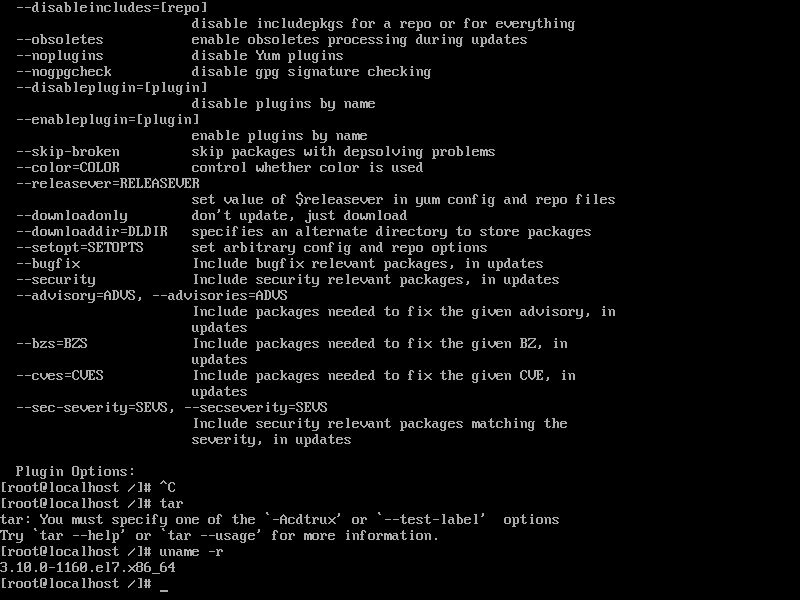 --disableincludes=[repo]
disable includepkgs for a repo or for everything
--obsoletes enable obsoletes processing during updates
--noplugins disable Yum plugins
--nogpgcheck disable gpg signature checking
--disableplugin=[plugin]
disable plugins by name
--enableplugin=[plugin]
enable plugins by name
--skip-broken skip packages with depsolving problems
--color=COLOR control whether color is used
--releasever=RELEASEVER
set value of $releasever in yum config and repo files
--downloadonly don't update, just download
--downloaddir=DLDIR specifies an alternate directory to store packages
--setopt=SETOPTS set arbitrary config and repo options
--bugfix Include bugfix relevant packages, in updates
--security Include security relevant packages, in updates
--advisory=ADVS, --advisories=ADVS
Include packages needed to fix the given advisory, in
updates
--bzs=BZS Include packages needed to fix the given BZ, in
updates
--cves=CVES Include packages needed to fix the given CVE, in
updates
--sec-severity=SEVS, --secseverity=SEVS
Include security relevant packages matching the
severity, in updates
Plugin Options:
[root@localhost /]# ^C
[root@localhost /]# tar
tar: You must specify one of the `-Acdtrux' or `--test-label'  options
Try `tar --help' or `tar --usage' for more information.
[root@localhost /]# uname -r
3.10.0-1160.el7.x86_64
[root@localhost /]# _